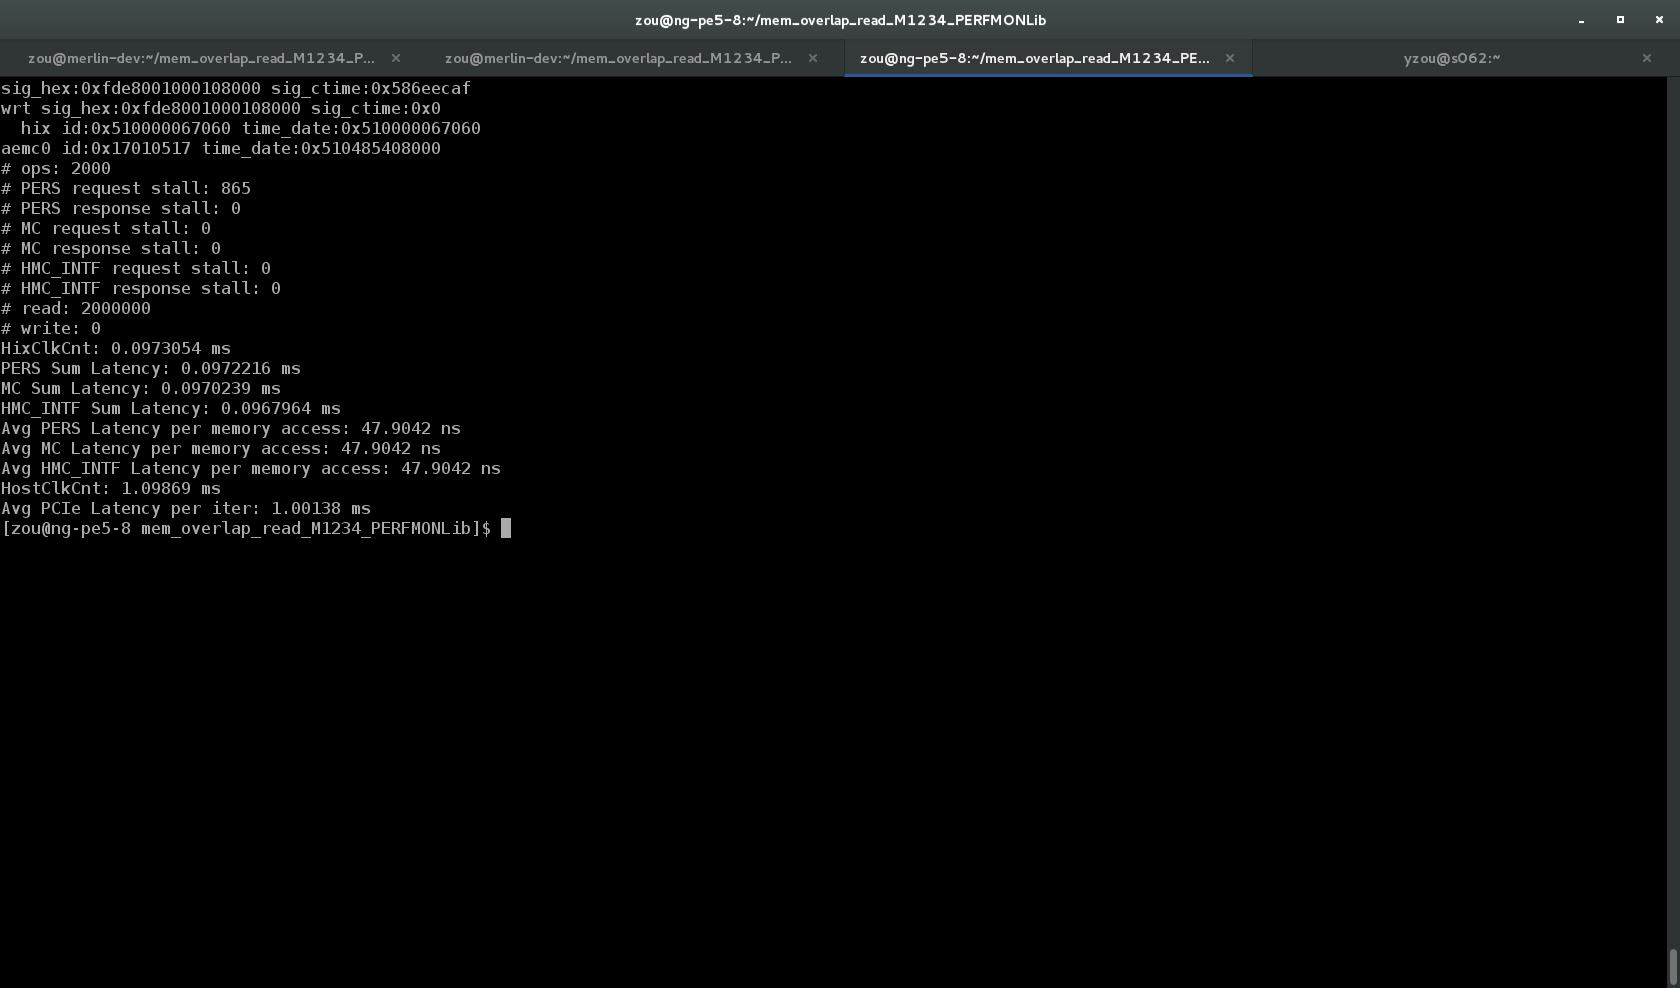 zou@ng-pe5-8:~/mem_overlap_read_M1234_PERFMONLib
zou@merlin-dev:~/mem_overlap_read_M1234_P...
zou@merlin-dev:~/mem_overlap_read_M1234_P...
zou@ng-pe5-8:~/mem_overlap_read_M1234_PE...
yzou@s062:~
sig_hex:0xfde8001000108000 sig_ctime:0x586eecaf
wrt sig_hex:0xfde8001000108000 sig_ctime:0x0
  hix id:0x510000067060 time_date:0x510000067060
aemc0 id:0x17010517 time_date:0x510485408000
# ops: 2000
# PERS request stall: 865
# PERS response stall: 0
# MC request stall: 0
# MC response stall: 0
# HMC_INTF request stall: 0
# HMC_INTF response stall: 0
# read: 2000000
# write: 0
HixClkCnt: 0.0973054 ms
PERS Sum Latency: 0.0972216 ms
MC Sum Latency: 0.0970239 ms
HMC_INTF Sum Latency: 0.0967964 ms
Avg PERS Latency per memory access: 47.9042 ns
Avg MC Latency per memory access: 47.9042 ns
Avg HMC_INTF Latency per memory access: 47.9042 ns
HostClkCnt: 1.09869 ms
Avg PCIe Latency per iter: 1.00138 ms
[zou@ng-pe5-8 mem_overlap_read_M1234_PERFMONLib]$